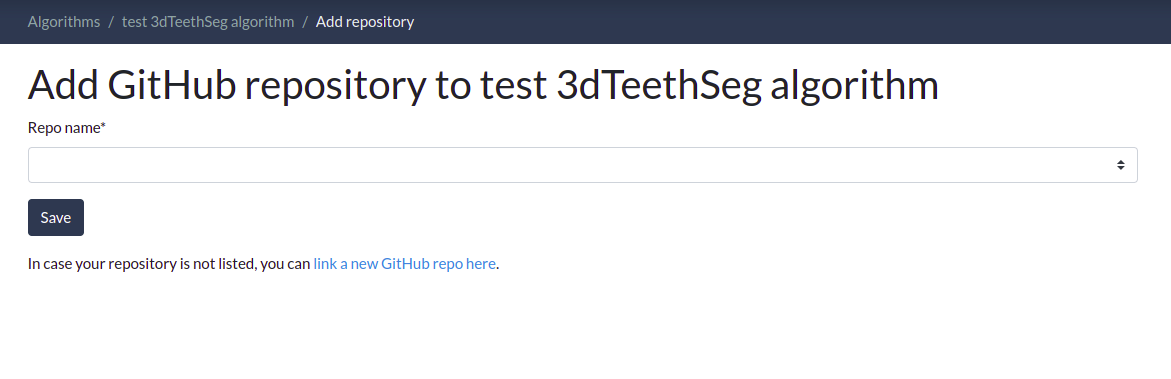 Algorithms / test 3dTeethSeg algorithm / Add repository
Add GitHub repository to test 3dTeethSeg algorithm
Repo name*
Save
In case your repository is not listed, you can link a new GitHub repo here.